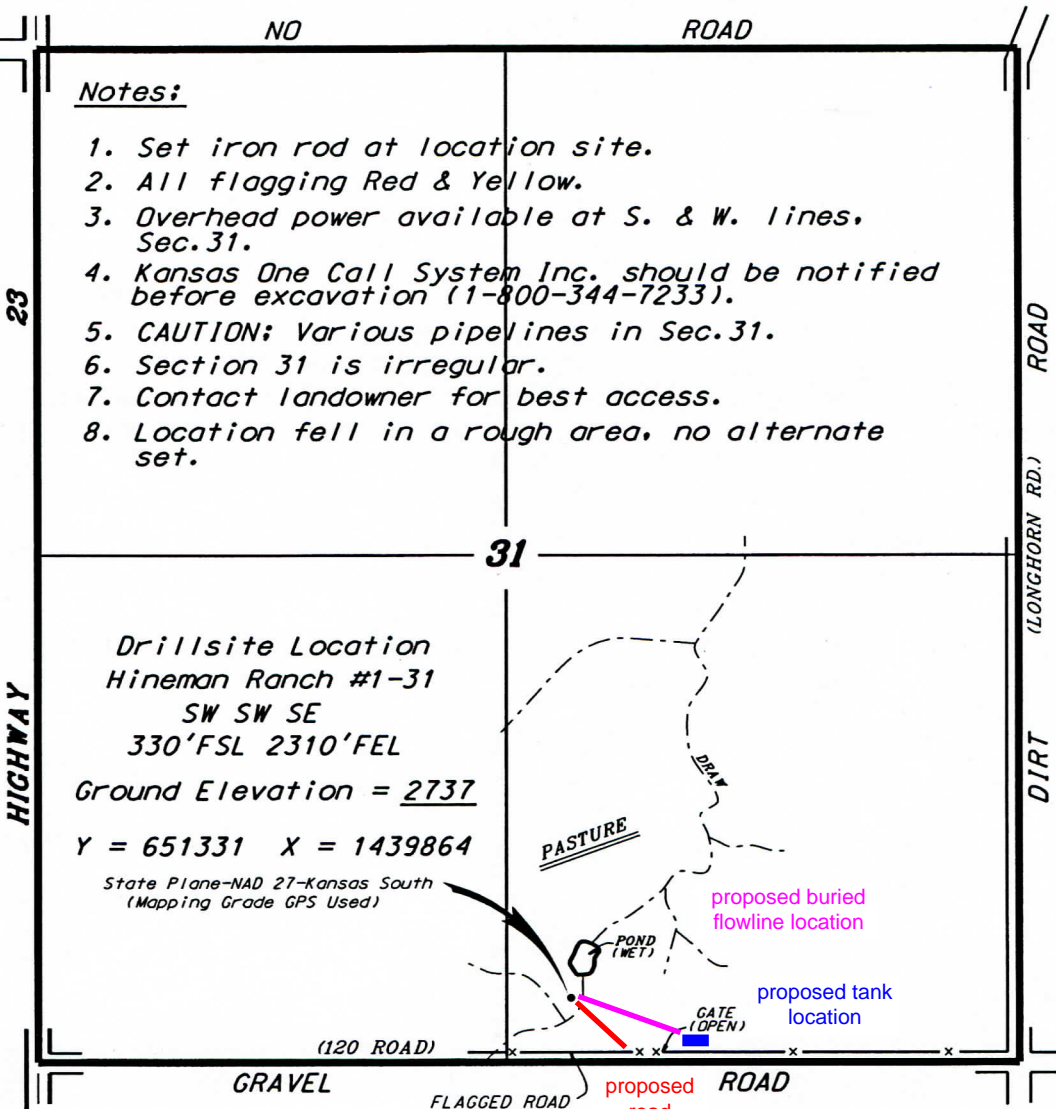 NO ROAD
Notes:
1. Set iron rod at location site.
2. All flagging Red & Yellow.
3. Overhead power available at S. & W. lines,
Sec.31.
4. Kansas One Call System Inc. should be notified
before excavation (1-800-344-7233).
5. CAUTION: Various pipelines in Sec.31.
6. Section 31 is irregular.
7. Contact landowner for best access.
8. Location fell in a rough area, no alternate
set.
HIGHWAY 23
DIRT ROAD
(LONGHORN RD.)
31
Drillsite Location
Hineman Ranch #1-31
SW SW SE
330'FSL 2310'FEL
Ground Elevation = 2737
Y = 651331 X = 1439864
State Plane-NAD 27-Kansas South
(Mapping Grade GPS Used)
DRAW
PASTURE
proposed buried
flowline location
POND
(WET)
proposed tank
location
GATE
(OPEN)
(120 ROAD)
GRAVEL ROAD
FLAGGED ROAD
proposed
road